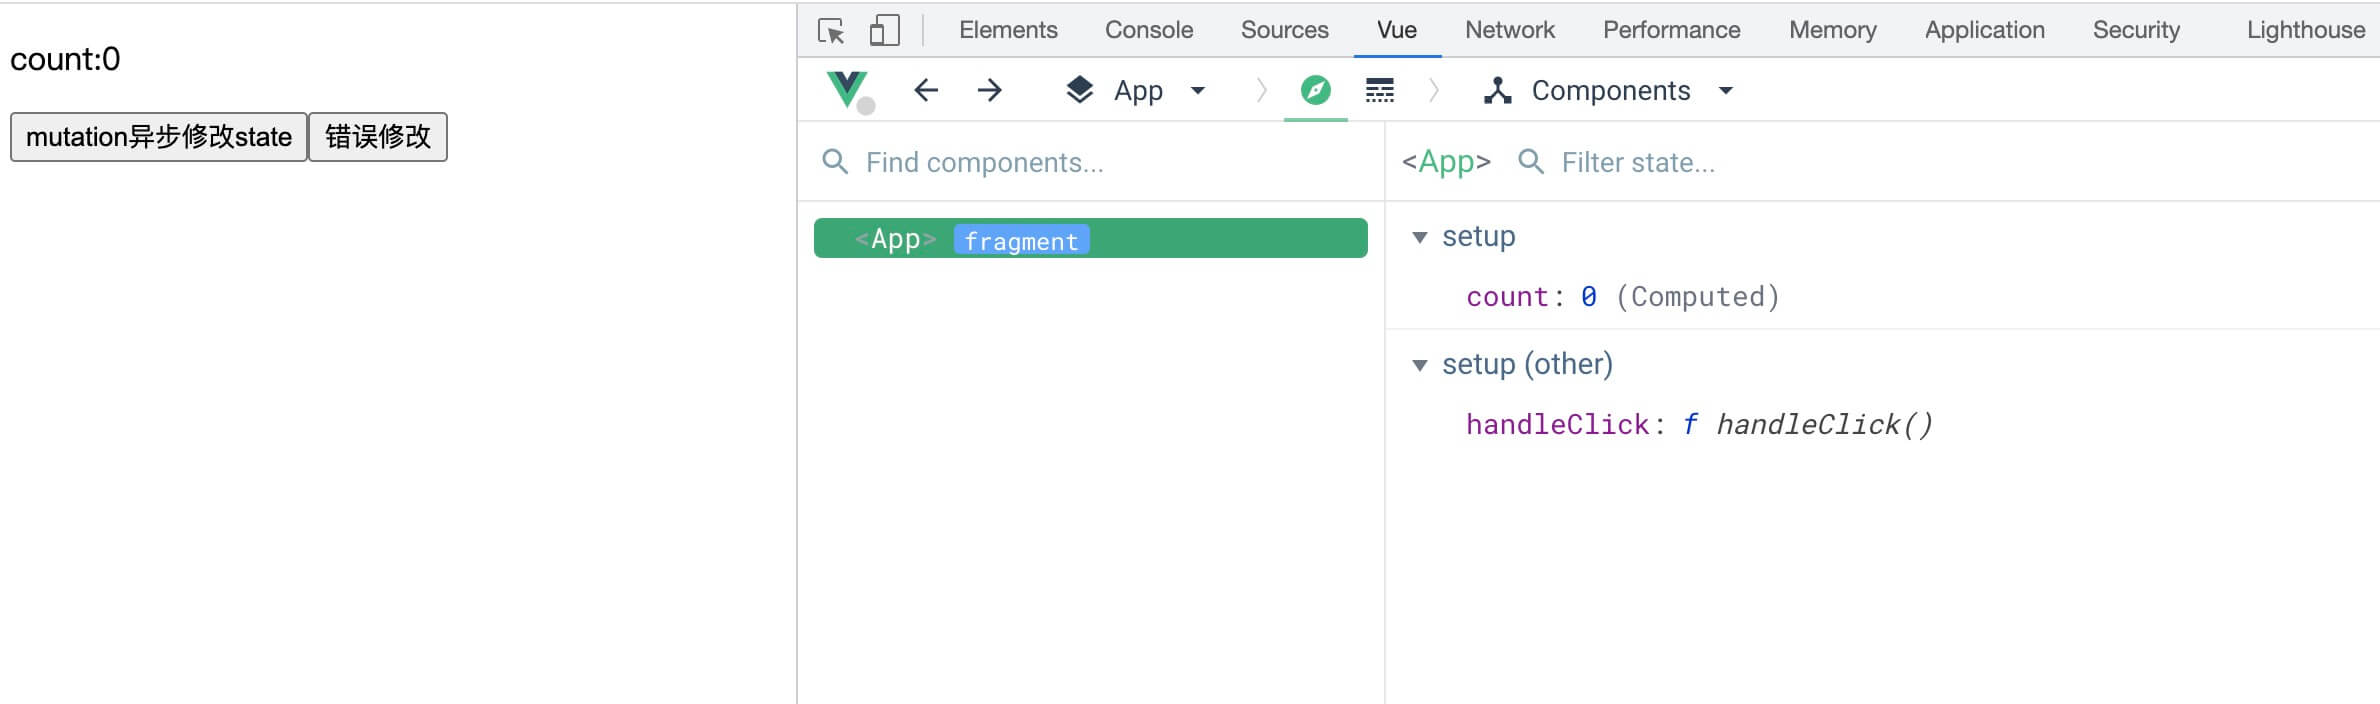 count:0
mutation异步修改state 错误修改
Elements Console Sources Vue Network Performance Memory Application Security Lighthouse
App Components
Find components...
<App> fragment
<App> Filter state...
setup
count: 0 (Computed)
setup (other)
handleClick: f handleClick()